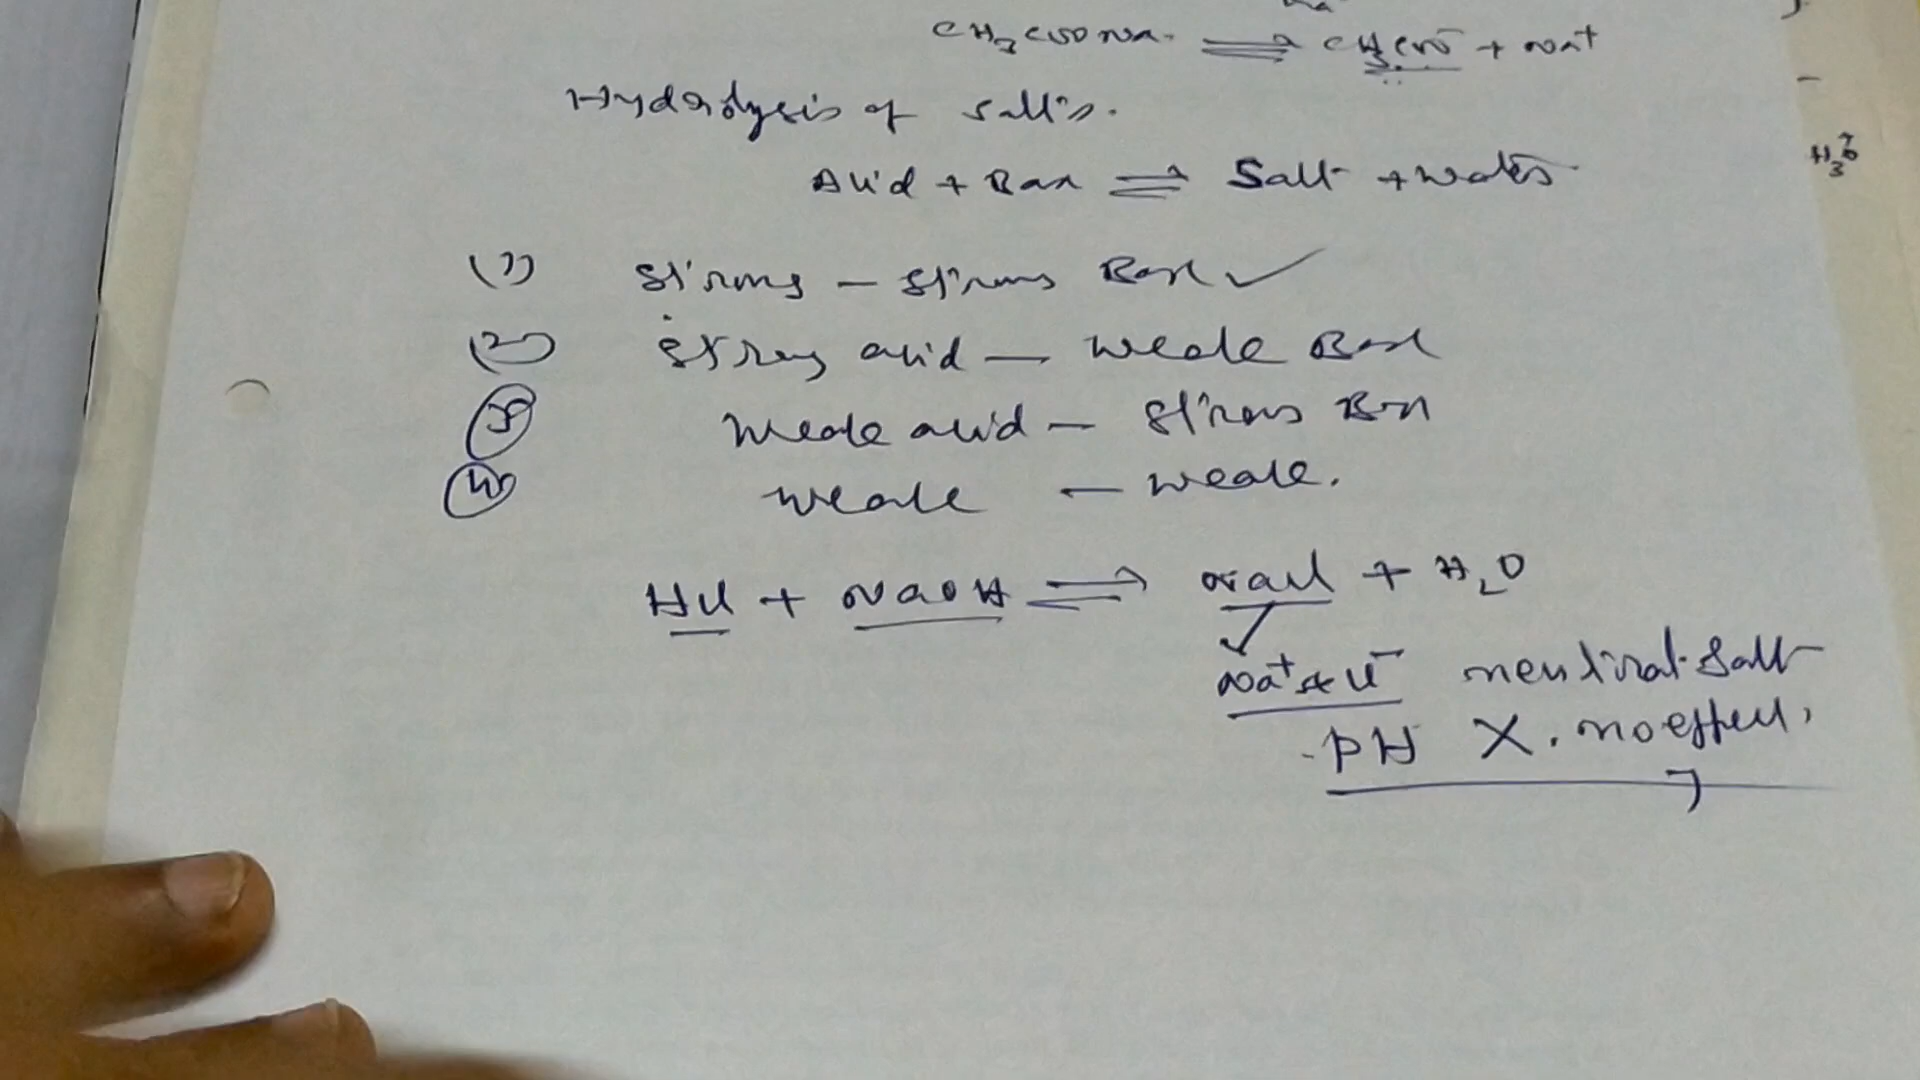 CH3COONa ⇌ CH3COO⁻ + Na⁺
Hydrolysis of salts.
Acid + Base ⇌ Salt + water
H3O⁺
(1) strong – strong Base ✓
(2) strong acid – weak Base
(3) weak acid – strong Base
(4) weak – weak.
HCl + NaOH ⇌ NaCl + H2O
Na⁺ + Cl⁻ neutral salt
PH X. no effect,